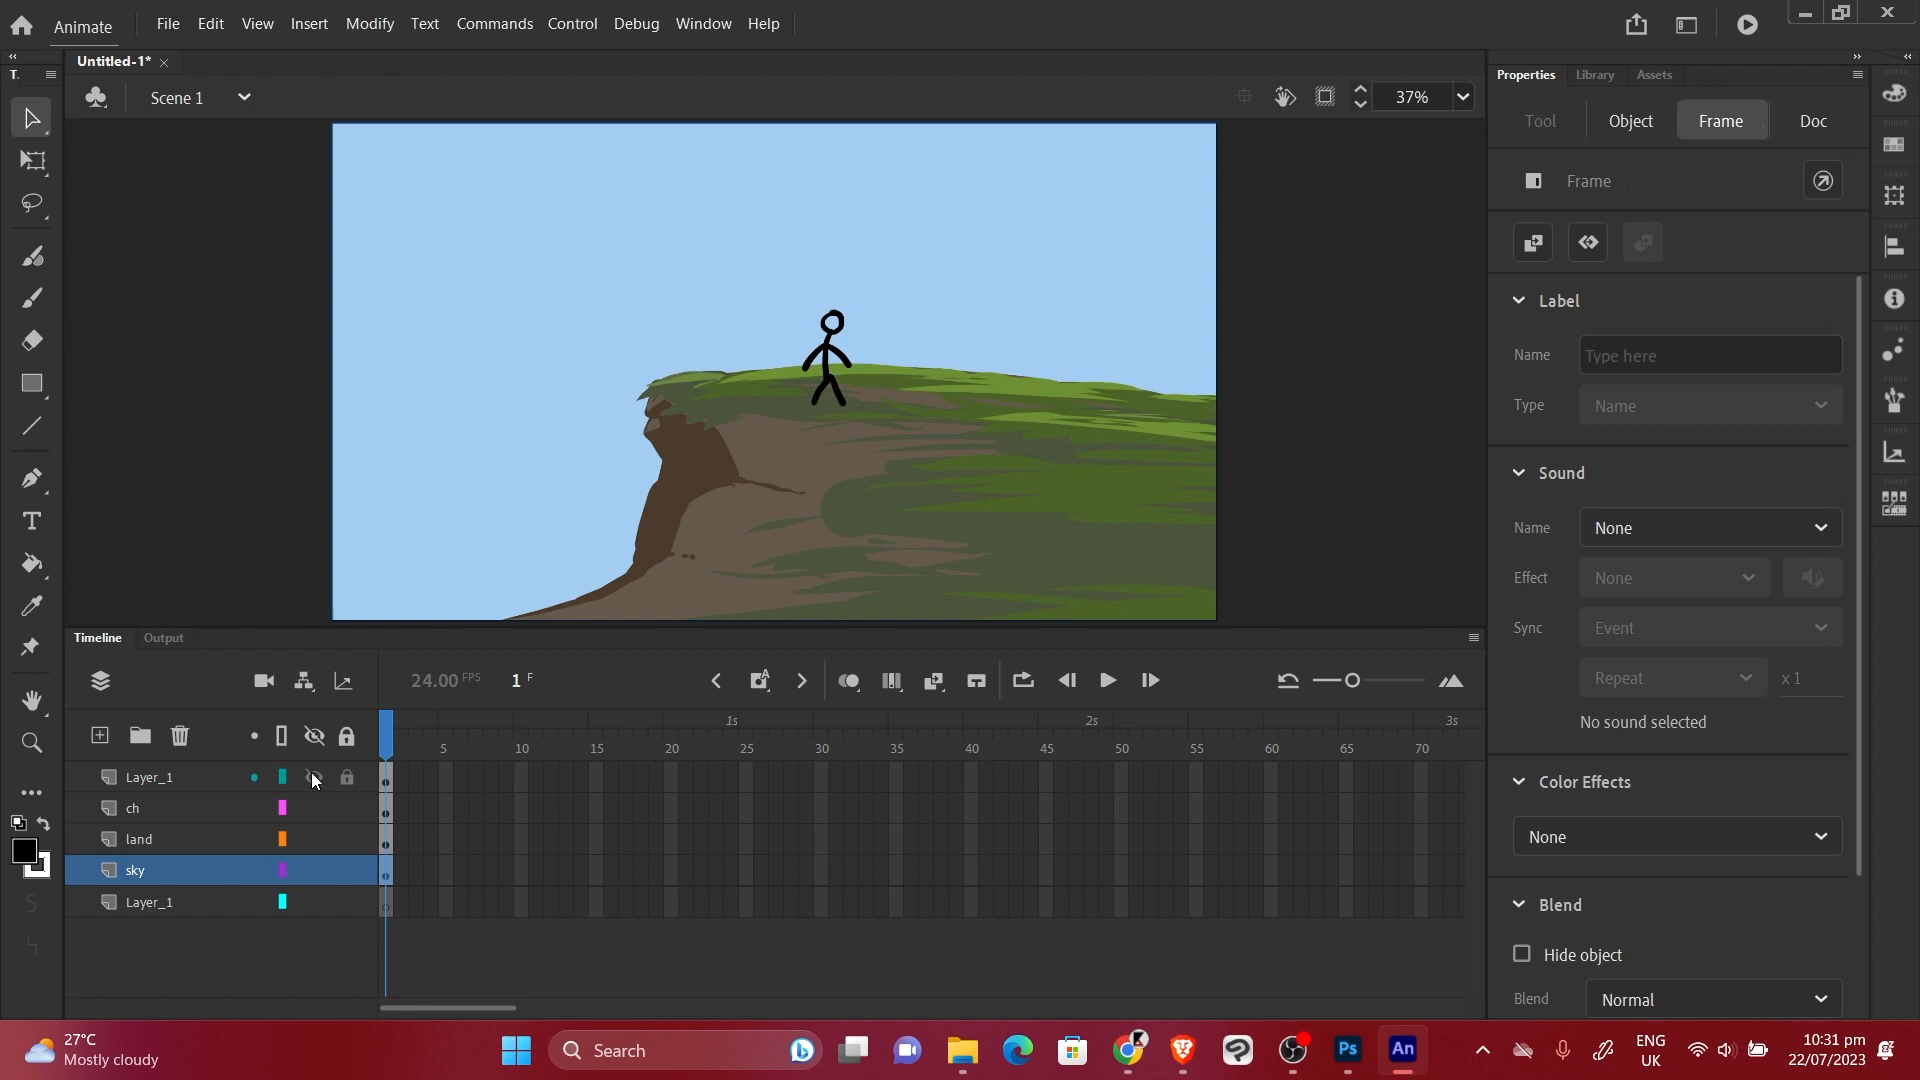 Animate
File Edit View Insert Modify Text Commands Control Debug Window Help
Untitled-1*
T.
Scene 1
37%
Properties Library Assets
Tool Object Frame Doc
Frame
Label
Name Type here
Type Name
Sound
Name None
Effect None
Sync Event
Repeat x 1
No sound selected
Color Effects
None
Blend
Hide object
Blend Normal
Timeline Output
24.00 FPS 1 F
1s 2s 3s
5 10 15 20 25 30 35 40 45 50 55 60 65 70
Layer_1
ch
land
sky
Layer_1
27°C
Mostly cloudy
Search
Ps
An
ENG
UK
10:31 pm
22/07/2023